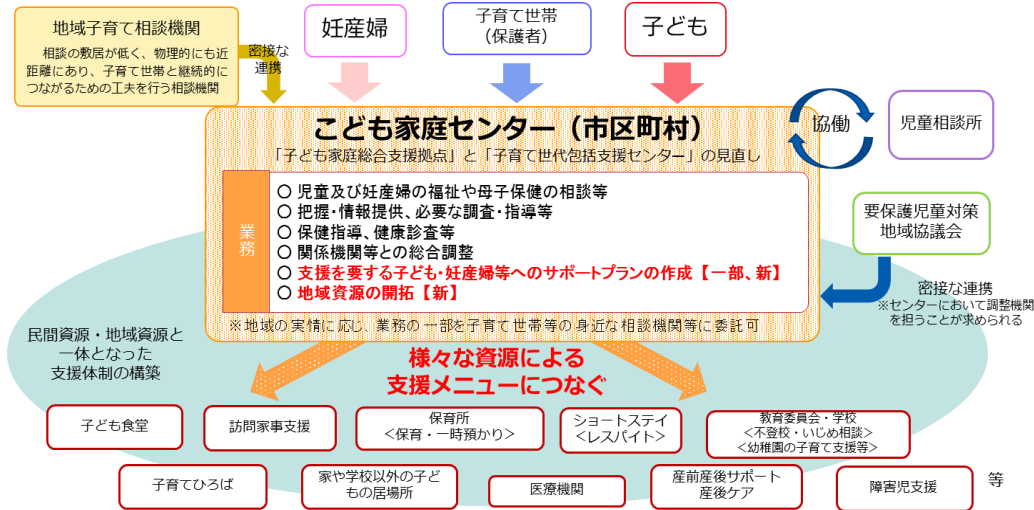 地域子育て相談機関
相談の敷居が低く、物理的にも近
距離にあり、子育て世帯と継続的に
つながるための工夫を行う相談機関
密接な
連携
妊産婦
子育て世帯
(保護者)
子ども
こども家庭センター（市区町村）
「子ども家庭総合支援拠点」と「子育て世代包括支援センター」の見直し
協働
児童相談所
業務
○ 児童及び妊産婦の福祉や母子保健の相談等
○ 把握・情報提供、必要な調査・指導等
○ 保健指導、健康診査等
○ 関係機関等との総合調整
○ 支援を要する子ども・妊産婦等へのサポートプランの作成【一部、新】
○ 地域資源の開拓【新】
※地域の実情に応じ、業務の一部を子育て世帯等の身近な相談機関等に委託可
要保護児童対策
地域協議会
密接な連携
※センターにおいて調整機関
を担うことが求められる
民間資源・地域資源と
一体となった
支援体制の構築
様々な資源による
支援メニューにつなぐ
子ども食堂
訪問家事支援
保育所
＜保育・一時預かり＞
ショートステイ
＜レスパイト＞
教育委員会・学校
＜不登校・いじめ相談＞
＜幼稚園の子育て支援等＞
子育てひろば
家や学校以外の子ど
もの居場所
医療機関
産前産後サポート
産後ケア
障害児支援
等